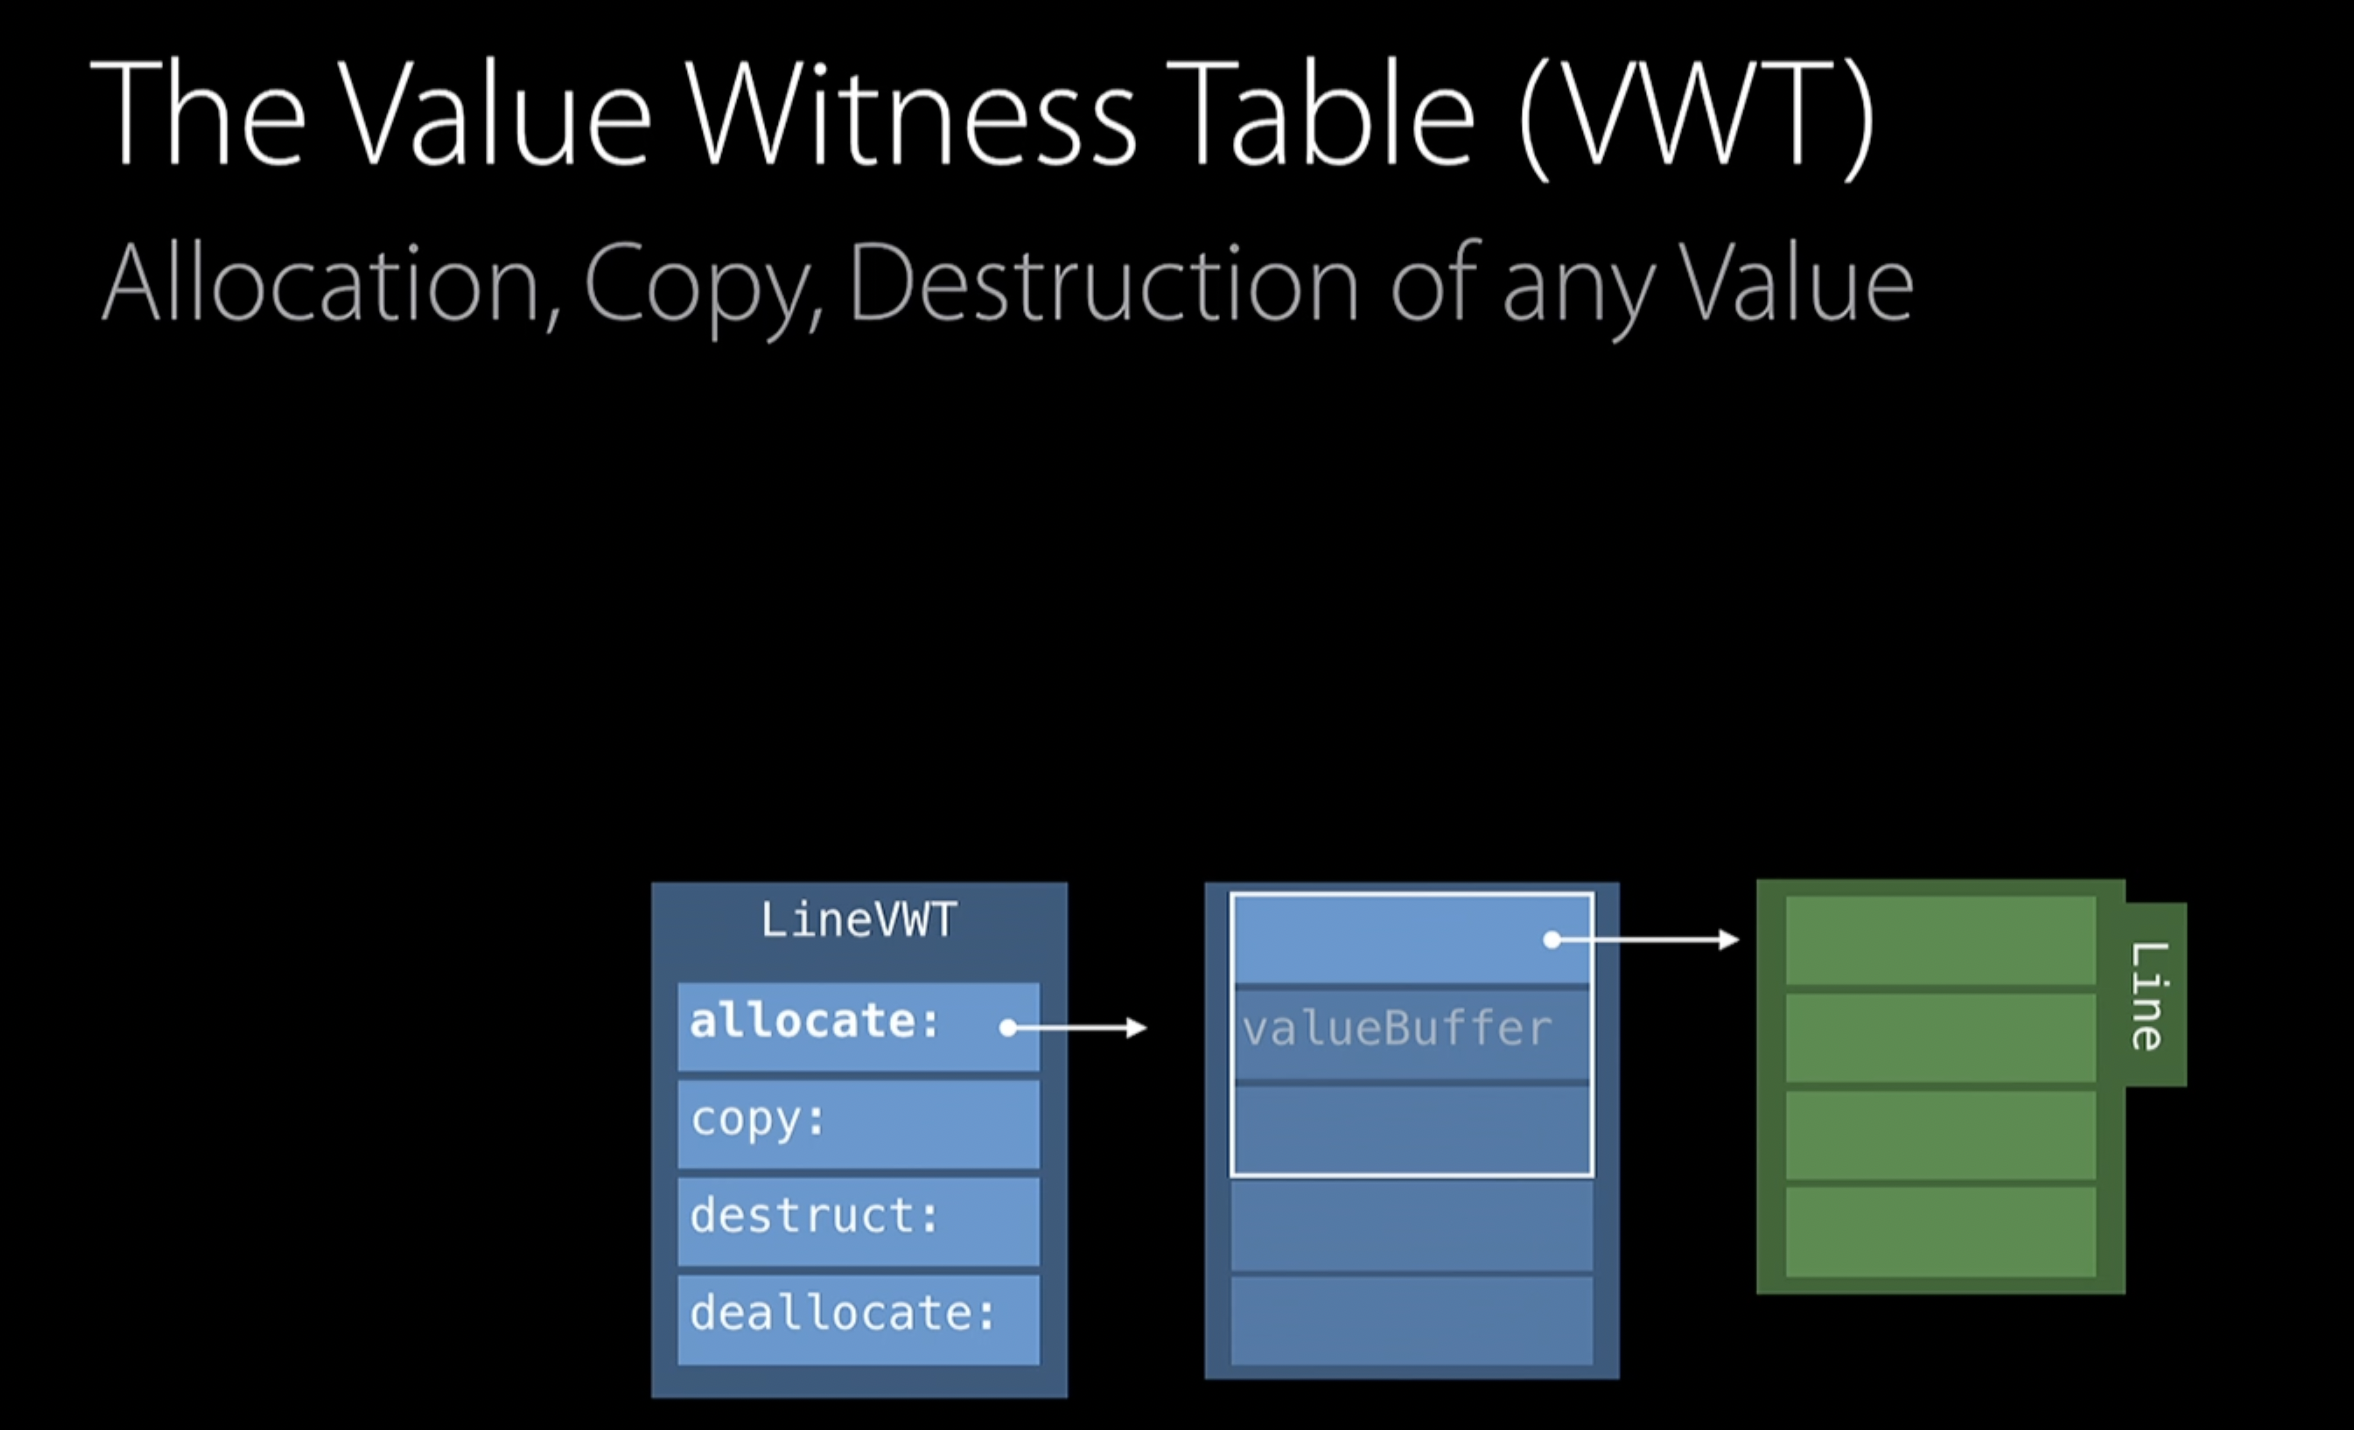 The Value Witness Table (VWT)
Allocation, Copy, Destruction of any Value
LineVWT
allocate:
copy:
destruct:
deallocate:
valueBuffer
Line